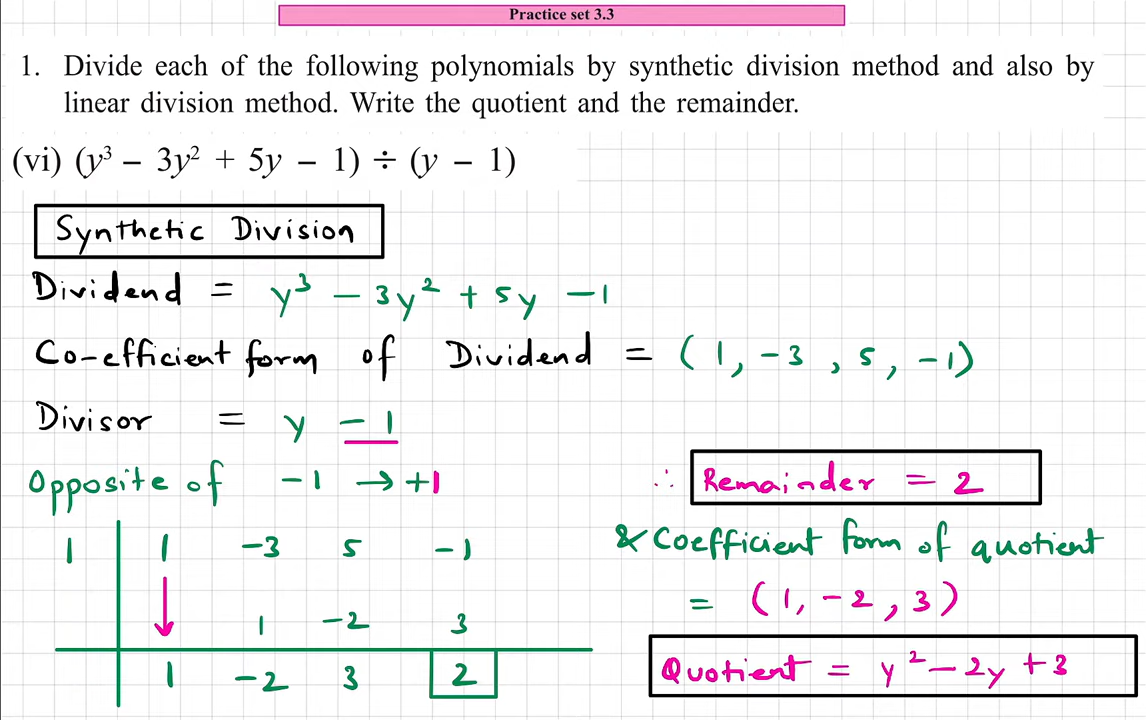 Practice set 3.3
1. Divide each of the following polynomials by synthetic division method and also by
linear division method. Write the quotient and the remainder.
(vi) (y³ – 3y² + 5y – 1) ÷ (y – 1)
Synthetic Division
Dividend = y³ – 3y² + 5y – 1
Co-efficient form of Dividend = (1, -3, 5, -1)
Divisor = y – 1
Opposite of -1 → +1
1 1 -3 5 -1
1 -2 3
1 -2 3 2
∴ Remainder = 2
& Coefficient form of quotient
= (1, -2, 3)
Quotient = y² – 2y + 3